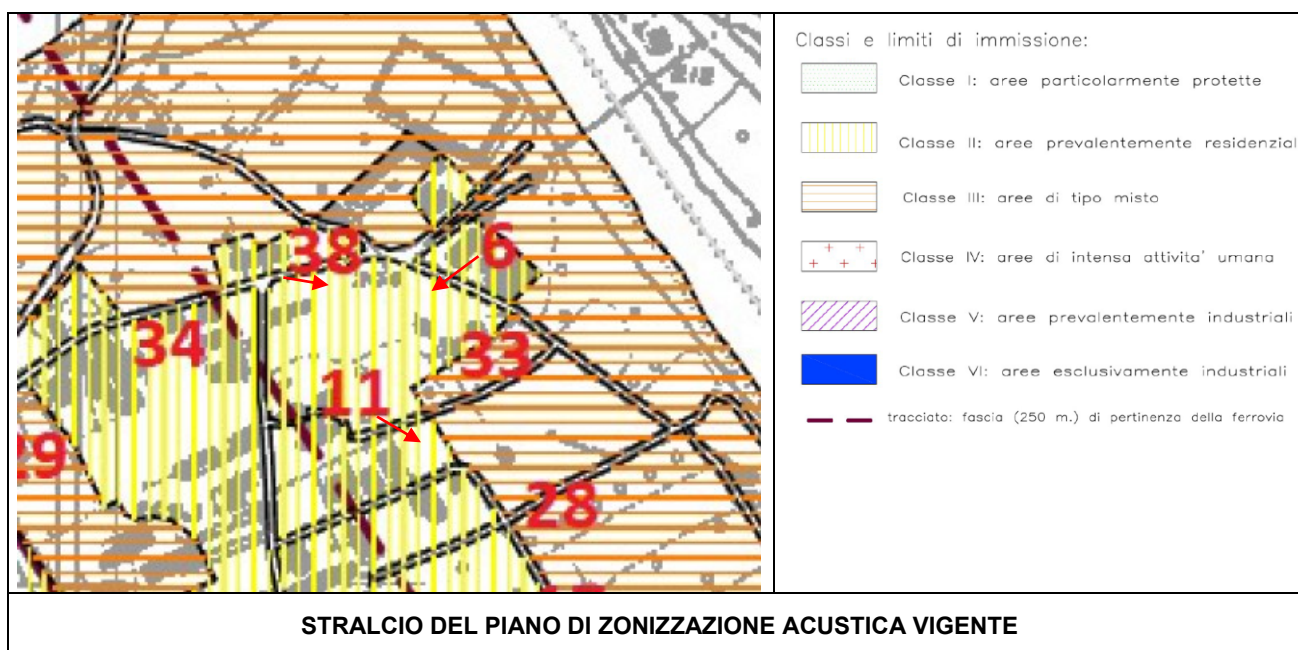 Classi e limiti di immissione:
Classe I: aree particolarmente protette
Classe II: aree prevalentemente residenzial
Classe III: aree di tipo misto
Classe IV: aree di intensa attivita' umana
Classe V: aree prevalentemente industriali
Classe VI: aree esclusivamente industriali
tracciato: fascia (250 m.) di pertinenza della ferrovia
38
6
34
33
11
29
28
STRALCIO DEL PIANO DI ZONIZZAZIONE ACUSTICA VIGENTE